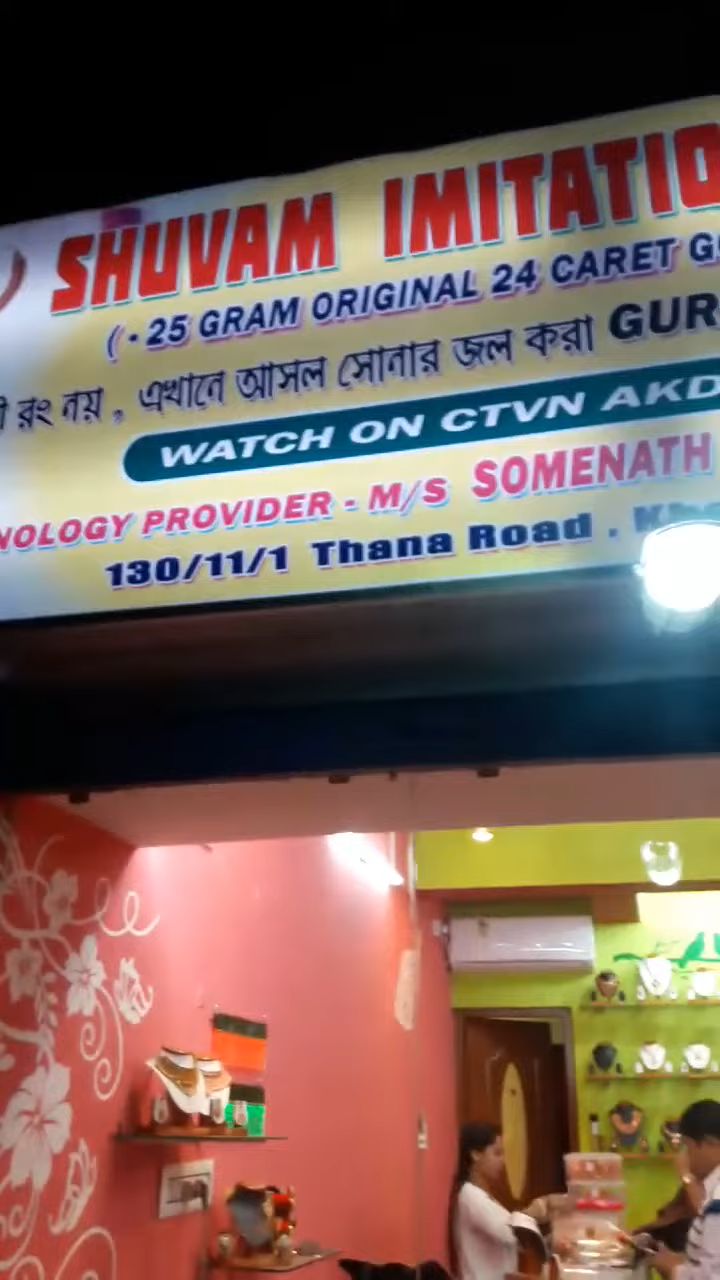 SHUVAM IMITATIO
( · 25 GRAM ORIGINAL 24 CARET G
রং নয় , এখানে আসল সোনার জল করা GUR
WATCH ON CTVN AKD
NOLOGY PROVIDER - M/S SOMENATH
130/11/1 Thana Road .